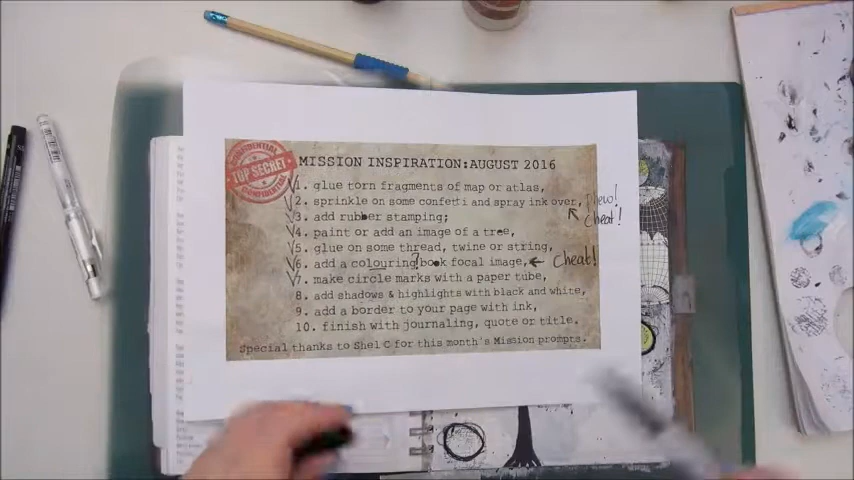 CONFIDENTIAL
TOP SECRET
CONFIDENTIAL
MISSION INSPIRATION:AUGUST 2016
1. glue torn fragments of map or atlas,
2. sprinkle on some confetti and spray ink over, phew!
cheat!
3. add rubber stamping;
4. paint or add an image of a tree,
5. glue on some thread, twine or string,
6. add a colouring?book focal image, ← cheat!
7. make circle marks with a paper tube,
8. add shadows & highlights with black and white,
9. add a border to your page with ink,
10. finish with journaling, quote or title.
Special thanks to Shel C for this month's Mission prompts.